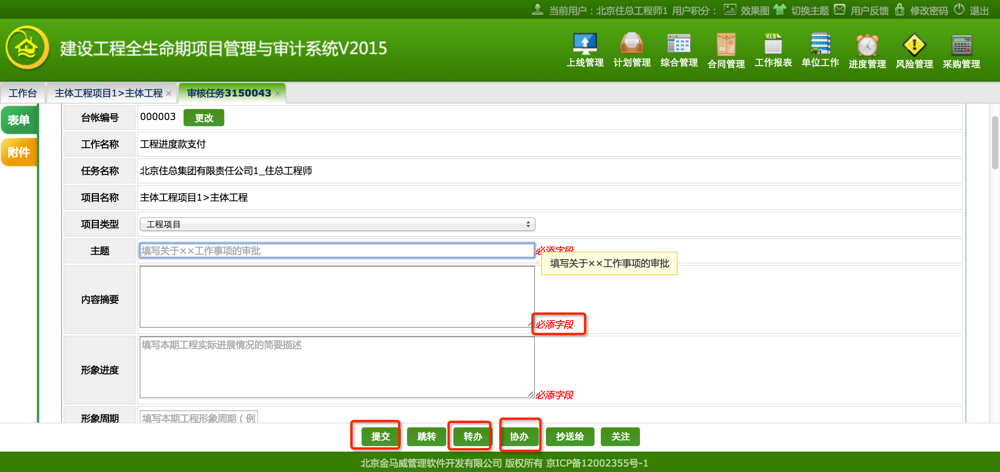 当前用户：北京住总工程师1 用户积分： 效果图 切换主题 用户反馈 修改密码 退出
建设工程全生命期项目管理与审计系统V2015
上线管理 计划管理 综合管理 合同管理 工作报表 单位工作 进度管理 风险管理 采购管理
工作台 主体工程项目1>主体工程 × 审核任务3150043 ×
表单
附件
台帐编号 000003 更改
工作名称 工程进度款支付
任务名称 北京住总集团有限责任公司1_住总工程师
项目名称 主体工程项目1>主体工程
项目类型 工程项目
主题 填写关于××工作事项的审批 必添字段
填写关于××工作事项的审批
内容摘要 必添字段
填写本期工程实际进展情况的简要描述
形象进度 必添字段
形象周期 填写本期工程形象周期（例
提交 跳转 转办 协办 抄送给 关注
北京金马威管理软件开发有限公司 版权所有 京ICP备12002355号-1